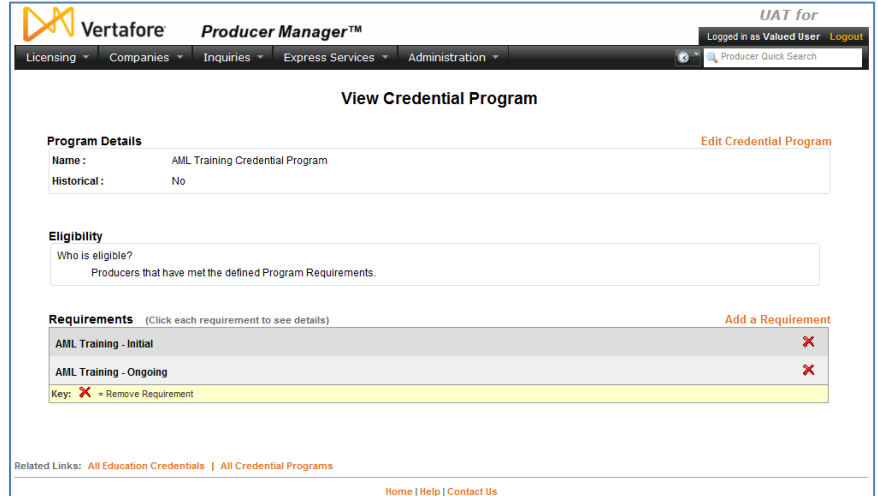 UAT for
Vertafore Producer Manager™
Logged in as Valued User Logout
Licensing Companies Inquiries Express Services Administration Producer Quick Search
View Credential Program
Program Details Edit Credential Program
Name : AML Training Credential Program
Historical : No
Eligibility
Who is eligible?
Producers that have met the defined Program Requirements.
Requirements (Click each requirement to see details) Add a Requirement
AML Training - Initial
AML Training - Ongoing
Key: = Remove Requirement
Related Links: All Education Credentials | All Credential Programs
Home | Help | Contact Us